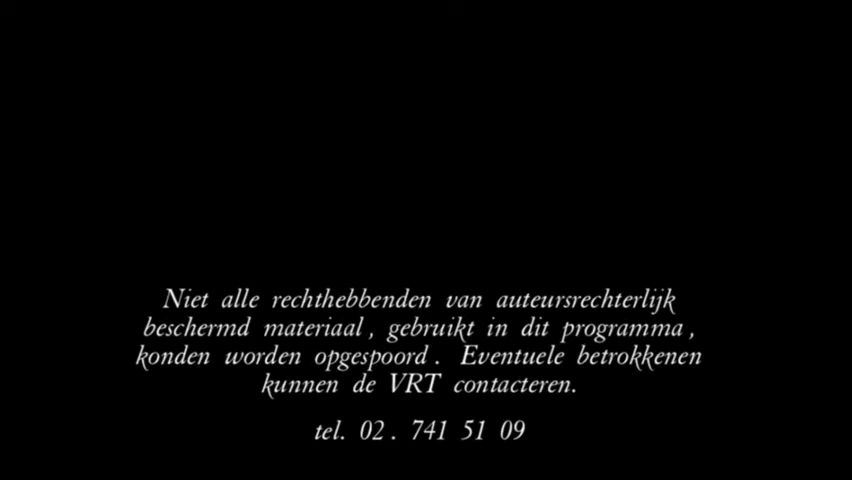 Niet alle rechthebbenden van auteursrechterlijk
beschermd materiaal, gebruikt in dit programma,
konden worden opgespoord. Eventuele betrokkenen
kunnen de VRT contacteren.
tel. 02. 741 51 09